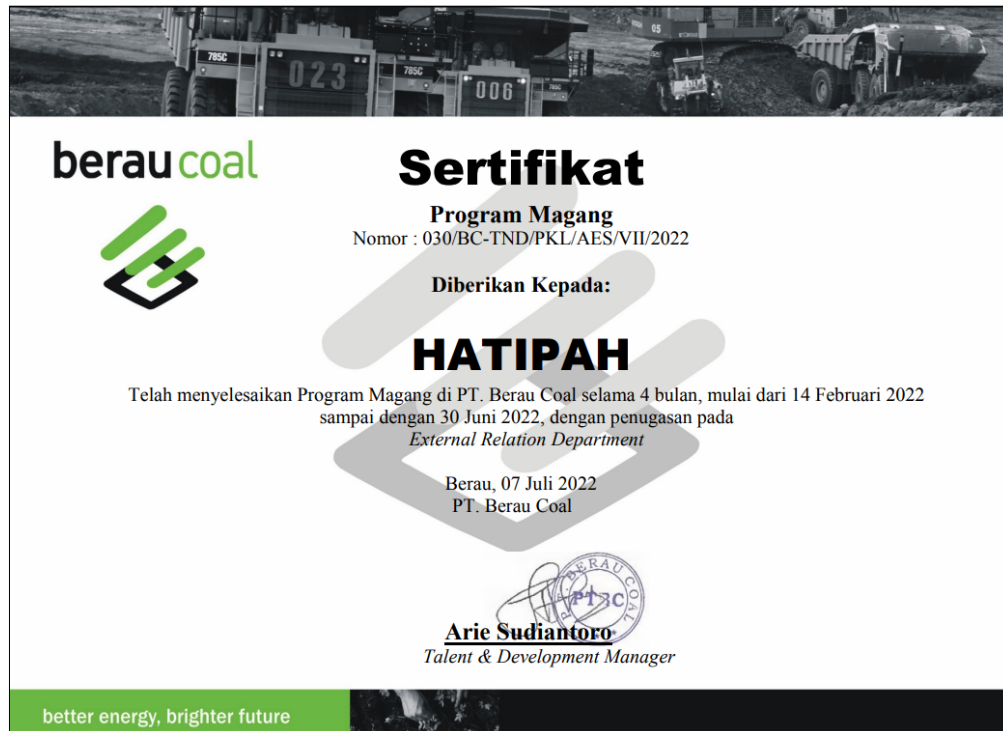 785C
023
785C
006
785C
05
beraucoal
Sertifikat
Program Magang
Nomor : 030/BC-TND/PKL/AES/VII/2022
Diberikan Kepada:
HATIPAH
Telah menyelesaikan Program Magang di PT. Berau Coal selama 4 bulan, mulai dari 14 Februari 2022
sampai dengan 30 Juni 2022, dengan penugasan pada
External Relation Department
Berau, 07 Juli 2022
PT. Berau Coal
PT. BERAU COAL
Arie Sudiantoro
Talent & Development Manager
better energy, brighter future